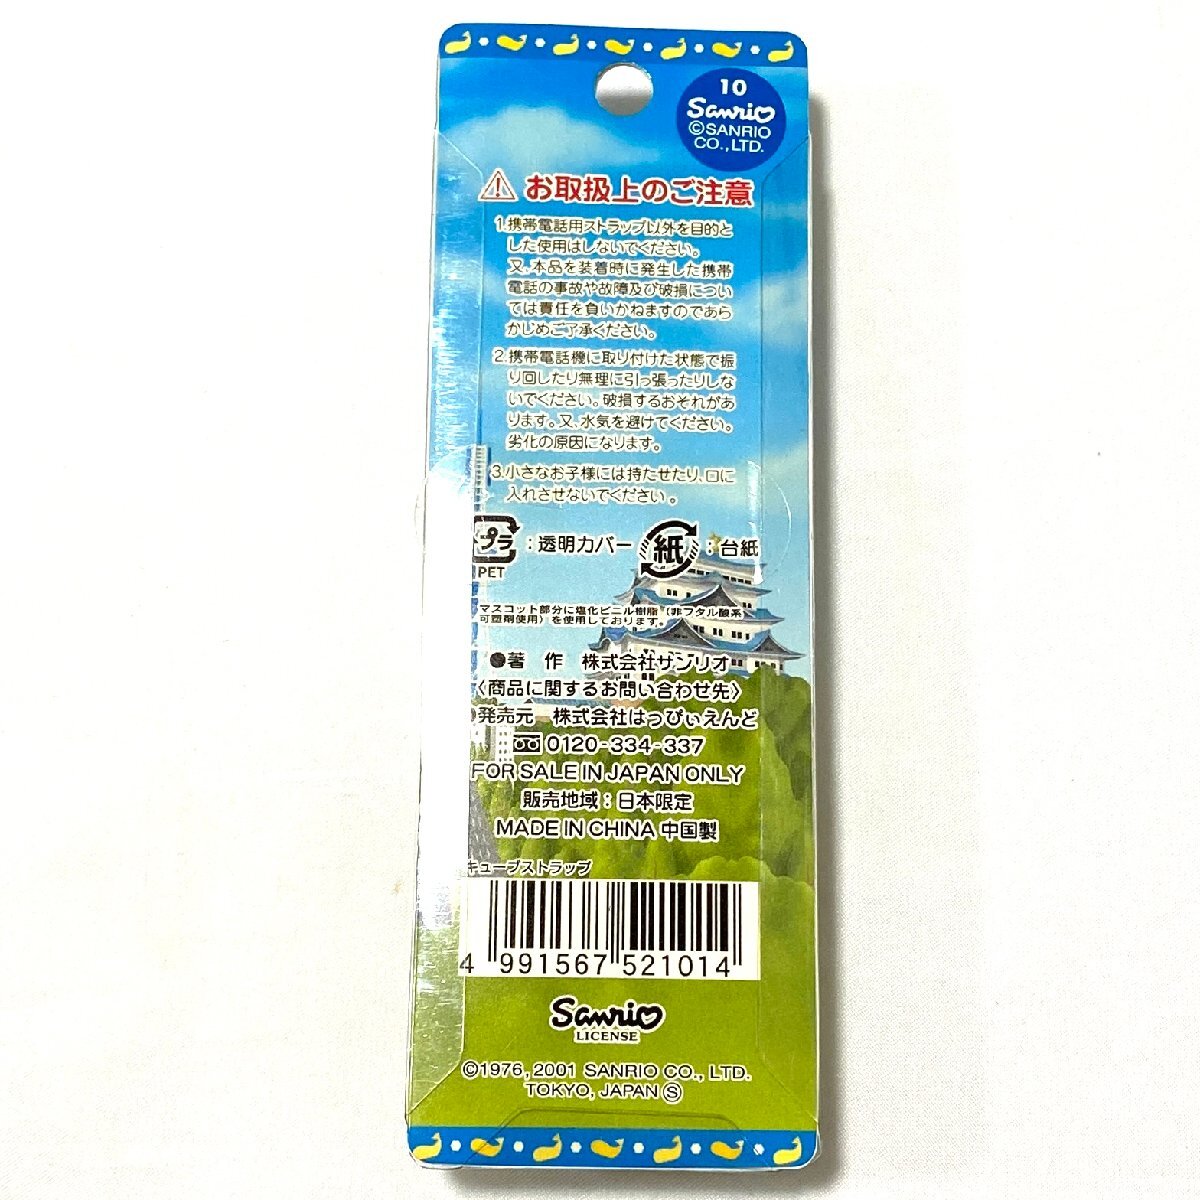 10
Sanrio
©SANRIO
CO.,LTD.
⚠ お取扱上のご注意
1.携帯電話用ストラップ以外を目的と
した使用はしないでください。
又、本品を装着時に発生した携帯
電話の事故や故障及び破損につい
ては責任を負いかねますのであら
かじめご了承ください。
2.携帯電話機に取り付けた状態で振
り回したり無理に引っ張ったりしな
いでください。破損するおそれがあ
ります。又、水気を避けてください。
劣化の原因になります。
3.小さなお子様には持たせたり、口に
入れさせないでください。
プラ:透明カバー 紙:台紙
PET
マスコット部分に塩化ビニル樹脂(非フタル酸系
可塑剤使用)を使用しております。
●著 作 株式会社サンリオ
〈商品に関するお問い合わせ先〉
●発売元 株式会社はっぴぃえんど
0120-334-337
FOR SALE IN JAPAN ONLY
販売地域:日本限定
MADE IN CHINA 中国製
キューブストラップ
4 991567 521014
Sanrio
LICENSE
©1976, 2001 SANRIO CO., LTD.
TOKYO, JAPAN Ⓢ